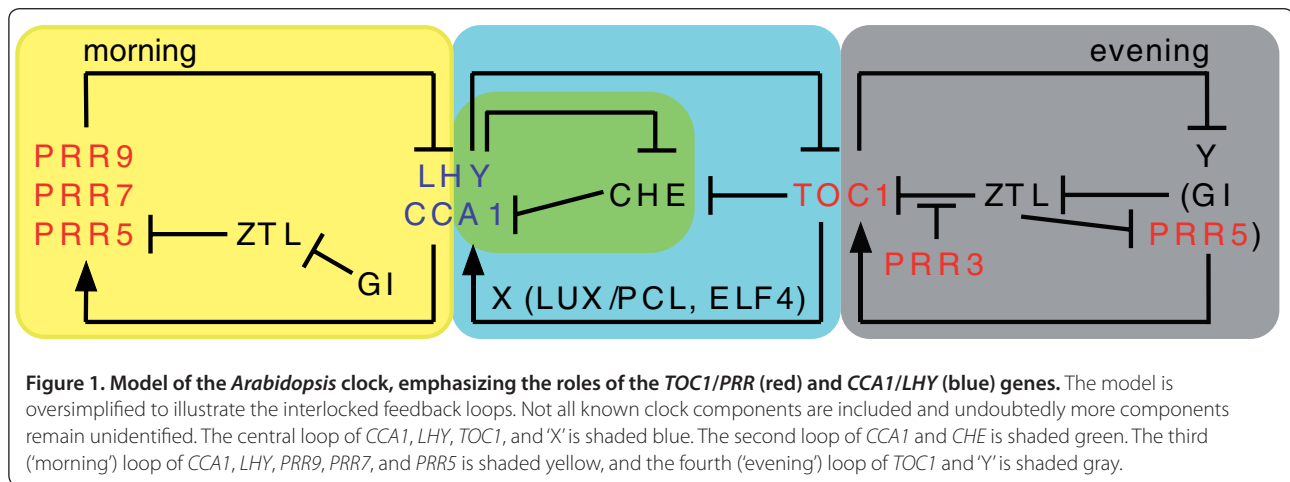 morning
evening
PRR9
PRR7
PRR5
ZTL
GI
LHY
CCA1
CHE
TOC1
X (LUX/PCL, ELF4)
ZTL
PRR3
Y
(GI
PRR5)
Figure 1. Model of the Arabidopsis clock, emphasizing the roles of the TOC1/PRR (red) and CCA1/LHY (blue) genes. The model is
oversimplified to illustrate the interlocked feedback loops. Not all known clock components are included and undoubtedly more components
remain unidentified. The central loop of CCA1, LHY, TOC1, and ‘X’ is shaded blue. The second loop of CCA1 and CHE is shaded green. The third
(‘morning’) loop of CCA1, LHY, PRR9, PRR7, and PRR5 is shaded yellow, and the fourth (‘evening’) loop of TOC1 and ‘Y’ is shaded gray.